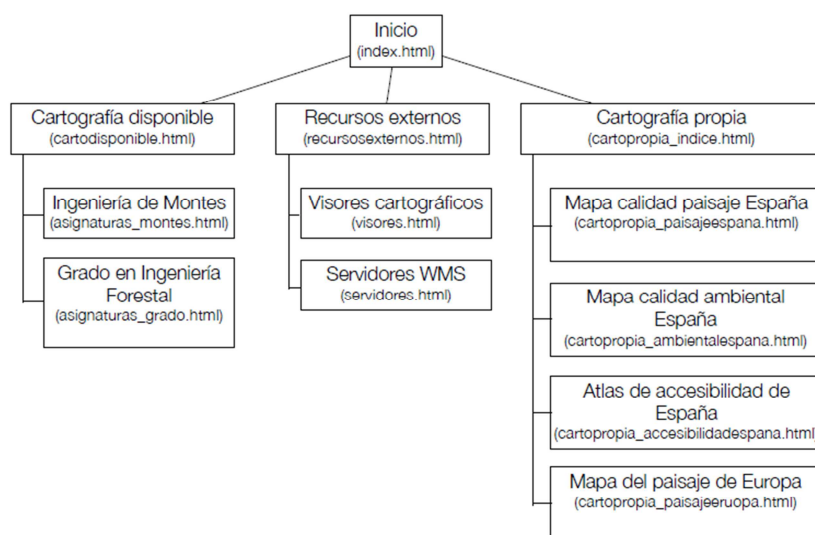 Inicio
(index.html)
Cartografía disponible
(cartodisponible.html)
Ingeniería de Montes
(asignaturas_montes.html)
Grado en Ingeniería
Forestal
(asignaturas_grado.html)
Recursos externos
(recursosexternos.html)
Visores cartográficos
(visores.html)
Servidores WMS
(servidores.html)
Cartografía propia
(cartopropia_indice.html)
Mapa calidad paisaje España
(cartopropia_paisajeespana.html)
Mapa calidad ambiental
España
(cartopropia_ambientalespana.html)
Atlas de accesibilidad de
España
(cartopropia_accesibilidadespana.html)
Mapa del paisaje de Europa
(cartopropia_paisajeeruopa.html)